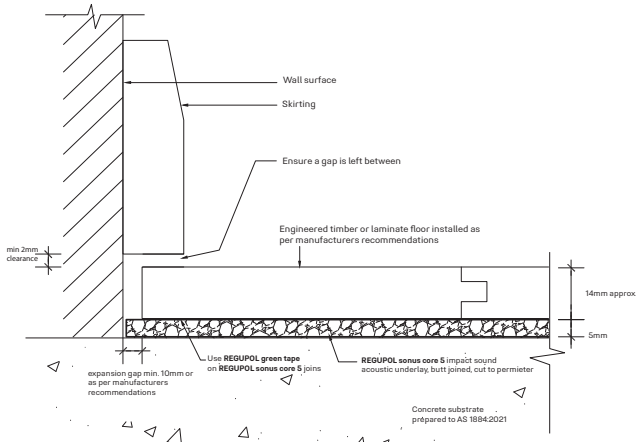 Wall surface
Skirting
Ensure a gap is left between
min 2mm
clearance
Engineered timber or laminate floor installed as
per manufacturers recommendations
14mm approx
5mm
Use REGUPOL green tape
on REGUPOL sonus core 5 joins
REGUPOL sonus core 5 impact sound
acoustic underlay, butt joined, cut to permieter
expansion gap min. 10mm or
as per manufacturers
recommendations
Concrete substrate
prepared to AS 1884:2021